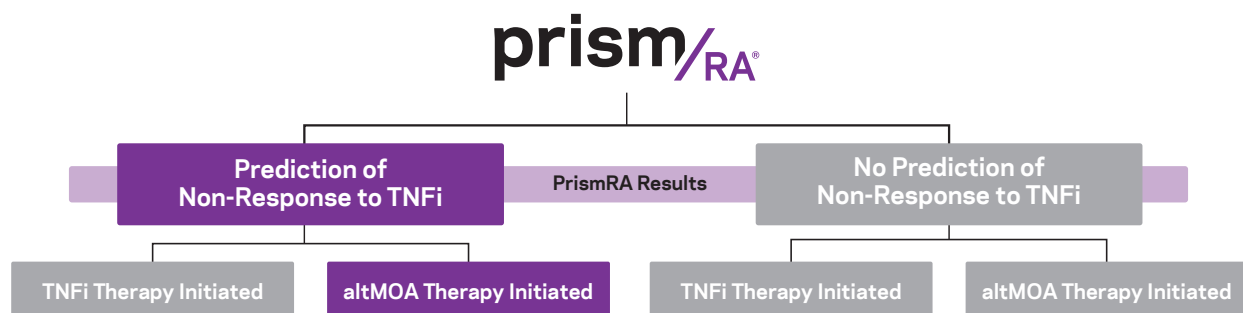 prism/RA®
Prediction of
Non-Response to TNFi
PrismRA Results
No Prediction of
Non-Response to TNFi
TNFi Therapy Initiated
altMOA Therapy Initiated
TNFi Therapy Initiated
altMOA Therapy Initiated